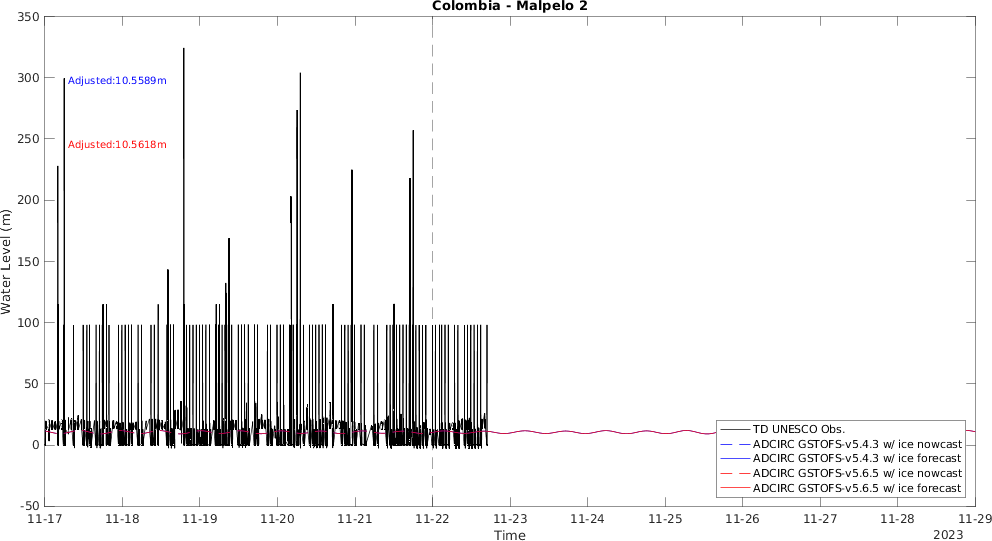 Colombia - Malpelo 2
350
300
250
200
150
100
50
0
-50
Water Level (m)
Adjusted:10.5589m
Adjusted:10.5618m
TD UNESCO Obs.
ADCIRC GSTOFS-v5.4.3 w/ ice nowcast
ADCIRC GSTOFS-v5.4.3 w/ ice forecast
ADCIRC GSTOFS-v5.6.5 w/ ice nowcast
ADCIRC GSTOFS-v5.6.5 w/ ice forecast
11-17 11-18 11-19 11-20 11-21 11-22 11-23 11-24 11-25 11-26 11-27 11-28 11-29
Time
2023